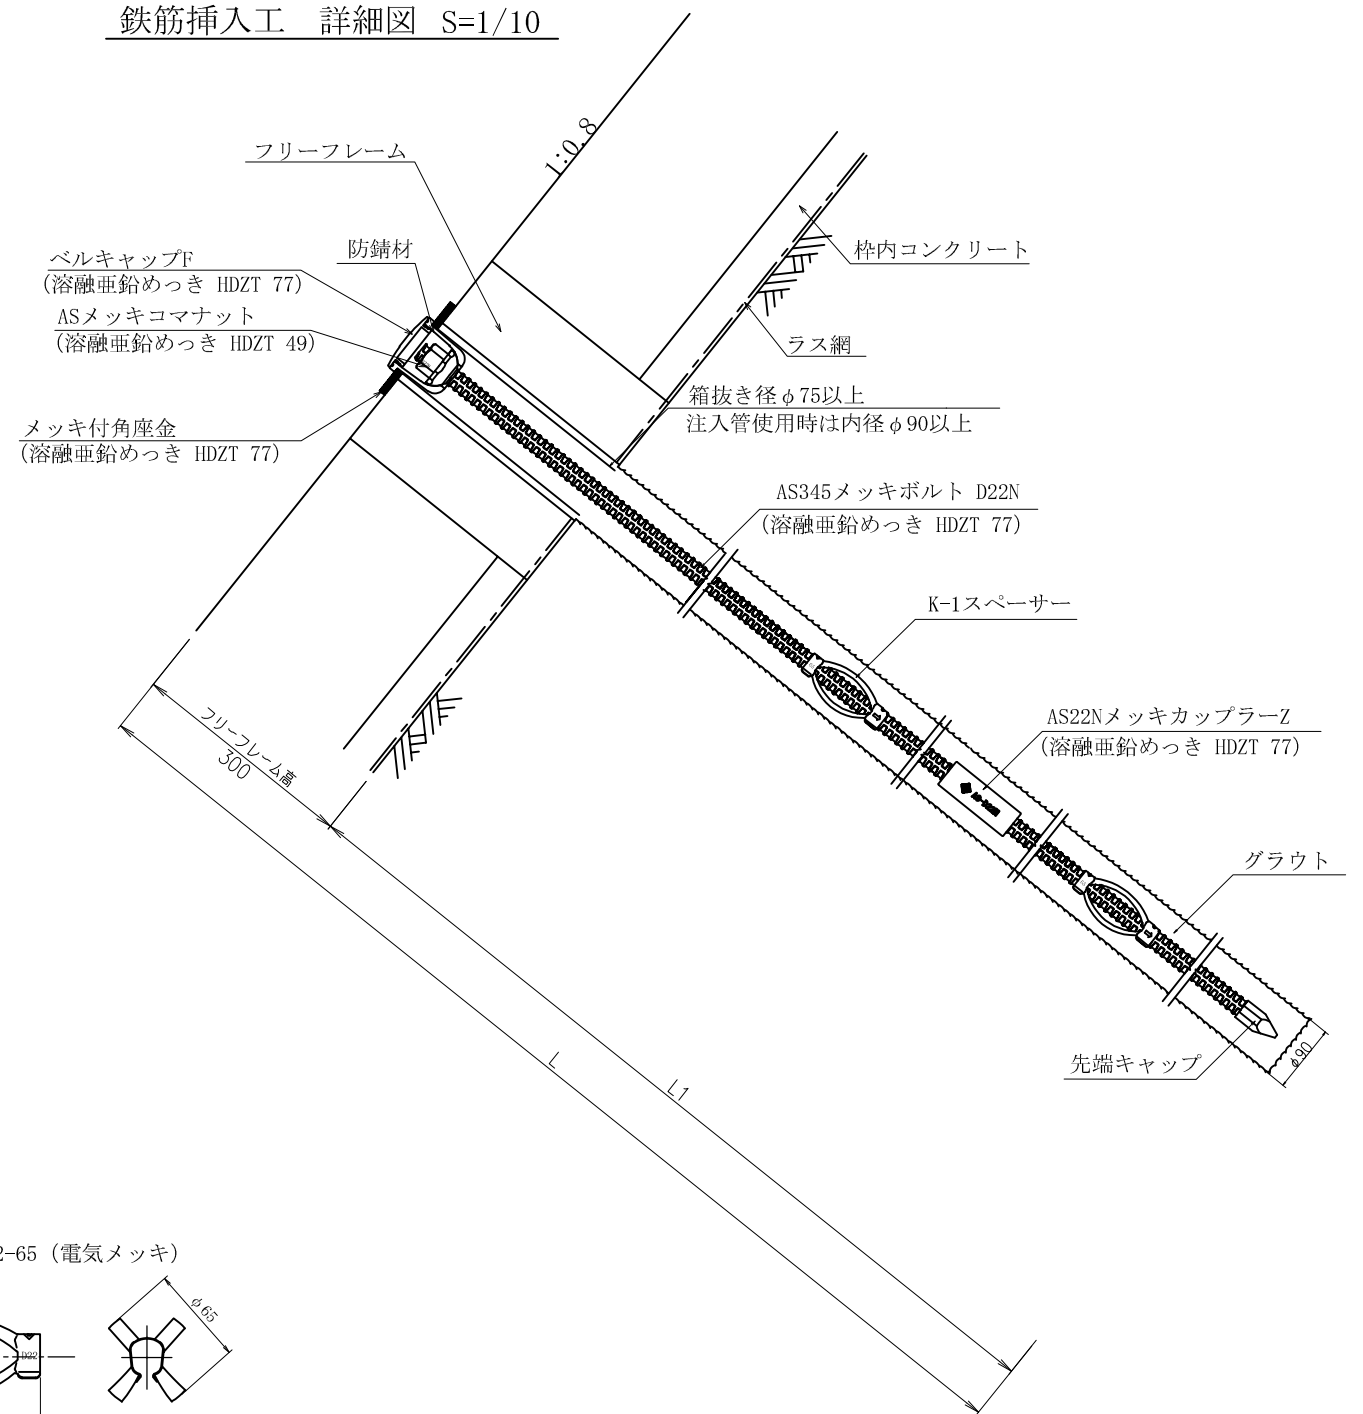 鉄筋挿入工　詳細図 S=1/10
1:0.8
フリーフレーム
防錆材
枠内コンクリート
ベルキャップF
(溶融亜鉛めっき HDZT 77)
ASメッキコマナット
(溶融亜鉛めっき HDZT 49)
ラス網
箱抜き径φ75以上
注入管使用時は内径φ90以上
メッキ付角座金
(溶融亜鉛めっき HDZT 77)
AS345メッキボルト D22N
(溶融亜鉛めっき HDZT 77)
K-1スペーサー
AS22NメッキカップラーZ
(溶融亜鉛めっき HDZT 77)
フリーフレーム高
300
グラウト
先端キャップ
φ90
L
L1
2-65 (電気メッキ)
φ65
D22